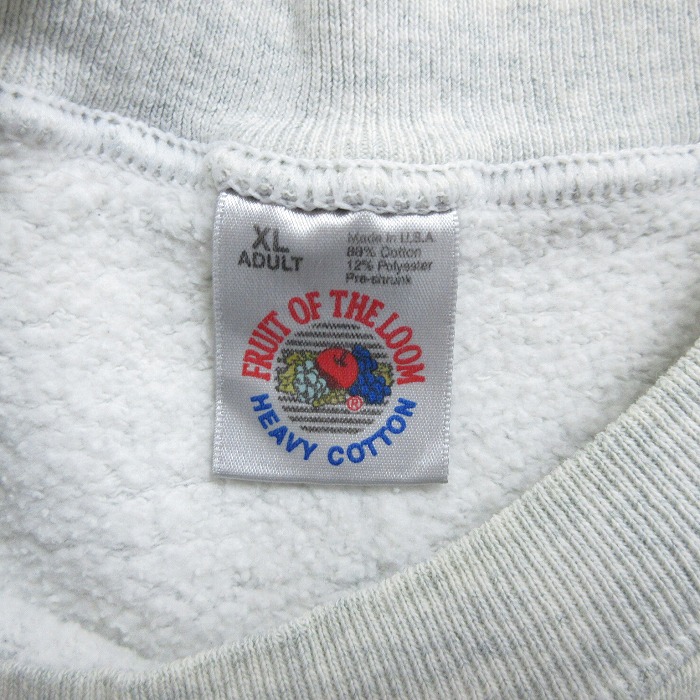 XL
ADULT
Made in U.S.A.
88% Cotton
12% Polyester
Pre-shrunk
FRUIT OF THE LOOM
®
HEAVY COTTON